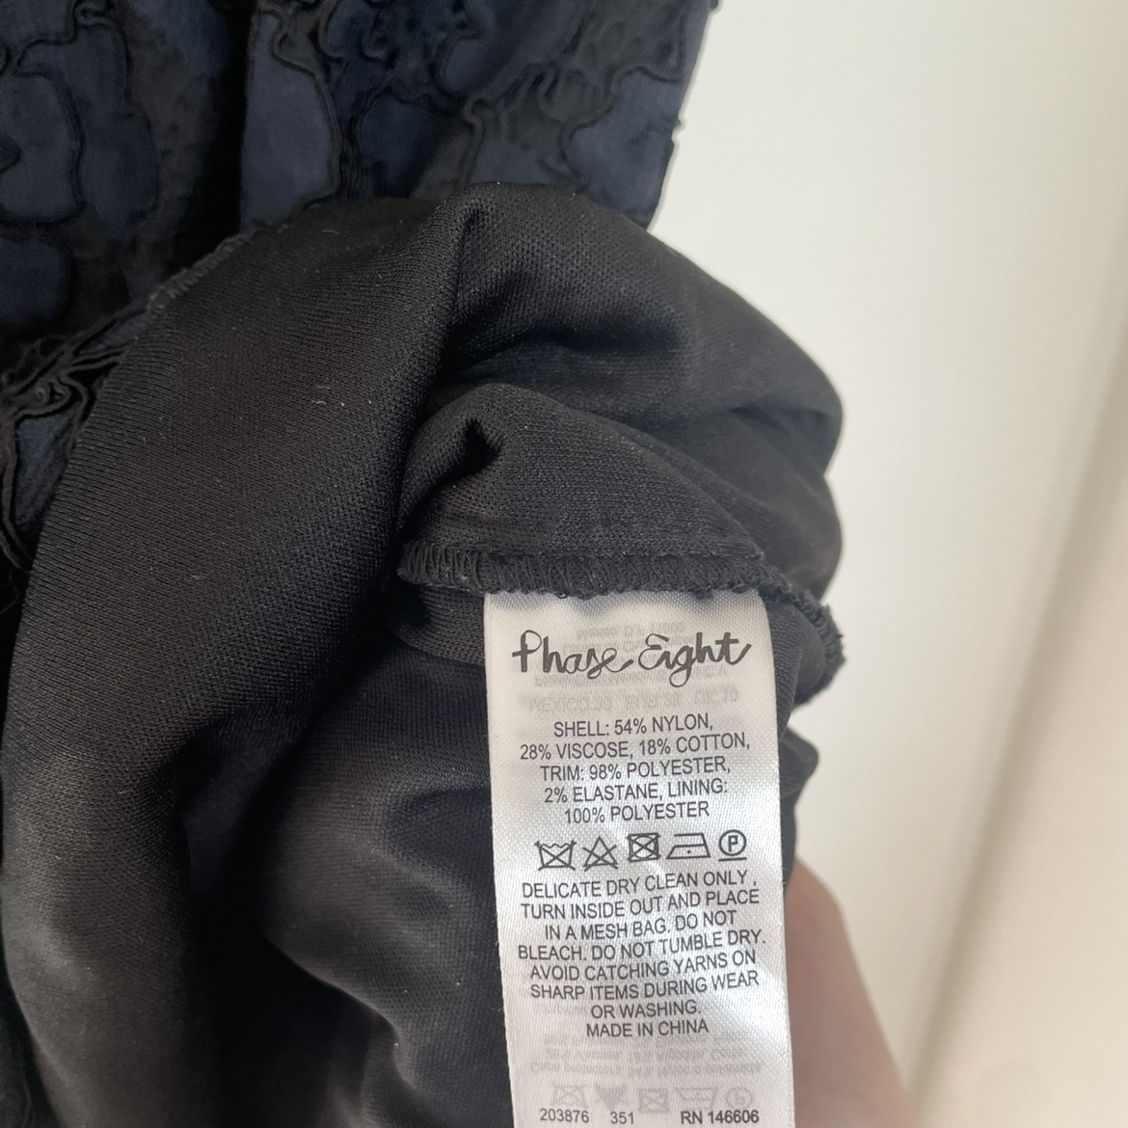 Phase Eight
SHELL: 54% NYLON,
28% VISCOSE, 18% COTTON,
TRIM: 98% POLYESTER,
2% ELASTANE, LINING:
100% POLYESTER
P
DELICATE DRY CLEAN ONLY ,
TURN INSIDE OUT AND PLACE
IN A MESH BAG. DO NOT
BLEACH. DO NOT TUMBLE DRY.
AVOID CATCHING YARNS ON
SHARP ITEMS DURING WEAR
OR WASHING.
MADE IN CHINA
203876 351 RN 146606